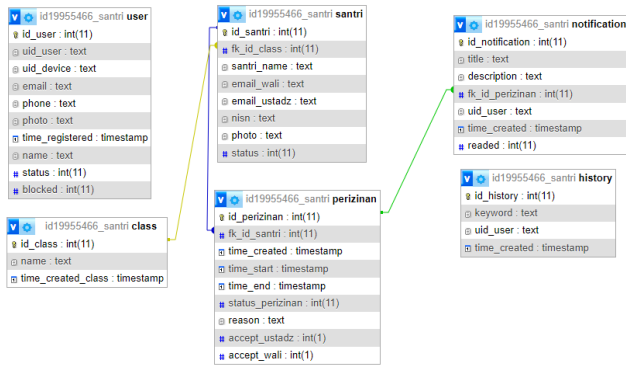 id19955466_santri user
id_user : int(11)
uid_user : text
uid_device : text
email : text
phone : text
photo : text
time_registered : timestamp
name : text
status : int(11)
blocked : int(11)
id19955466_santri class
id_class : int(11)
name : text
time_created_class : timestamp
id19955466_santri santri
id_santri : int(11)
fk_id_class : int(11)
santri_name : text
email_wali : text
email_ustadz : text
nisn : text
photo : text
status : int(11)
id19955466_santri perizinan
id_perizinan : int(11)
fk_id_santri : int(11)
time_created : timestamp
time_start : timestamp
time_end : timestamp
status_perizinan : int(11)
reason : text
accept_ustadz : int(1)
accept_wali : int(1)
id19955466_santri notification
id_notification : int(11)
title : text
description : text
fk_id_perizinan : int(11)
uid_user : text
time_created : timestamp
readed : int(11)
id19955466_santri history
id_history : int(11)
keyword : text
uid_user : text
time_created : timestamp